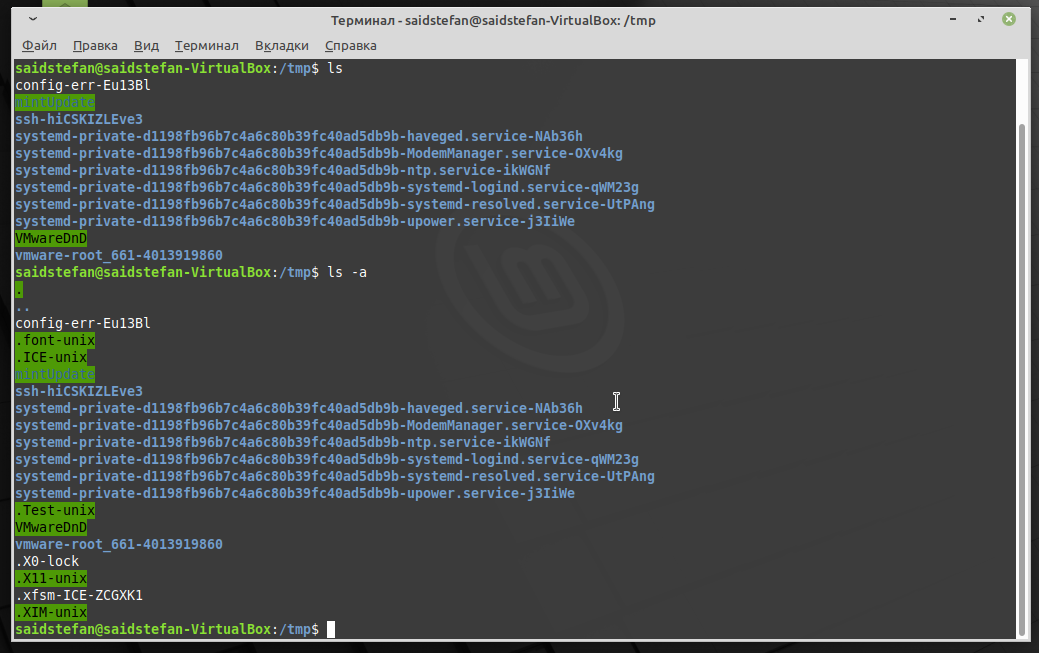 Терминал - saidstefan@saidstefan-VirtualBox: /tmp
Файл Правка Вид Терминал Вкладки Справка
saidstefan@saidstefan-VirtualBox:/tmp$ ls
config-err-Eu13Bl
mintUpdate
ssh-hiCSKIZLEve3
systemd-private-d1198fb96b7c4a6c80b39fc40ad5db9b-haveged.service-NAb36h
systemd-private-d1198fb96b7c4a6c80b39fc40ad5db9b-ModemManager.service-OXv4kg
systemd-private-d1198fb96b7c4a6c80b39fc40ad5db9b-ntp.service-ikWGNf
systemd-private-d1198fb96b7c4a6c80b39fc40ad5db9b-systemd-logind.service-qWM23g
systemd-private-d1198fb96b7c4a6c80b39fc40ad5db9b-systemd-resolved.service-UtPAng
systemd-private-d1198fb96b7c4a6c80b39fc40ad5db9b-upower.service-j3IiWe
VMwareDnD
vmware-root_661-4013919860
saidstefan@saidstefan-VirtualBox:/tmp$ ls -a
.
..
config-err-Eu13Bl
.font-unix
.ICE-unix
mintUpdate
ssh-hiCSKIZLEve3
systemd-private-d1198fb96b7c4a6c80b39fc40ad5db9b-haveged.service-NAb36h
systemd-private-d1198fb96b7c4a6c80b39fc40ad5db9b-ModemManager.service-OXv4kg
systemd-private-d1198fb96b7c4a6c80b39fc40ad5db9b-ntp.service-ikWGNf
systemd-private-d1198fb96b7c4a6c80b39fc40ad5db9b-systemd-logind.service-qWM23g
systemd-private-d1198fb96b7c4a6c80b39fc40ad5db9b-systemd-resolved.service-UtPAng
systemd-private-d1198fb96b7c4a6c80b39fc40ad5db9b-upower.service-j3IiWe
.Test-unix
VMwareDnD
vmware-root_661-4013919860
.X0-lock
.X11-unix
.xfsm-ICE-ZCGXK1
.XIM-unix
saidstefan@saidstefan-VirtualBox:/tmp$